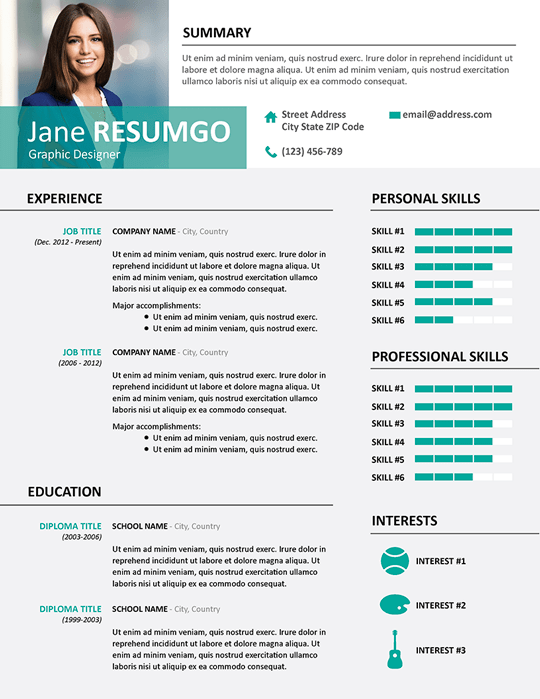 SUMMARY
Ut enim ad minim veniam, quis nostrud exerc. Irure dolor in reprehend incididunt ut
labore et dolore magna aliqua. Ut enim ad minim veniam, quis nostrud exercitation
ullamco laboris nisi ut aliquip ex ea commodo consequat.
Jane RESUMGO
Graphic Designer
Street Address
City State ZIP Code
email@address.com
(123) 456-789
EXPERIENCE
JOB TITLE
(Dec. 2012 - Present)
COMPANY NAME - City, Country
Ut enim ad minim veniam, quis nostrud exerc. Irure dolor in
reprehend incididunt ut labore et dolore magna aliqua. Ut
enim ad minim veniam, quis nostrud exercitation ullamco
laboris nisi ut aliquip ex ea commodo consequat.
Major accomplishments:
● Ut enim ad minim veniam, quis nostrud exerc.
● Ut enim ad minim veniam, quis nostrud exerc.
JOB TITLE
(2006 - 2012)
COMPANY NAME - City, Country
Ut enim ad minim veniam, quis nostrud exerc. Irure dolor in
reprehend incididunt ut labore et dolore magna aliqua. Ut
enim ad minim veniam, quis nostrud exercitation ullamco
laboris nisi ut aliquip ex ea commodo consequat.
Major accomplishments:
● Ut enim ad minim veniam, quis nostrud exerc.
● Ut enim ad minim veniam, quis nostrud exerc.
EDUCATION
DIPLOMA TITLE
(2003-2006)
SCHOOL NAME - City, Country
Ut enim ad minim veniam, quis nostrud exerc. Irure dolor in
reprehend incididunt ut labore et dolore magna aliqua. Ut
enim ad minim veniam, quis nostrud exercitation ullamco
laboris nisi ut aliquip ex ea commodo consequat.
DIPLOMA TITLE
(1999-2003)
SCHOOL NAME - City, Country
Ut enim ad minim veniam, quis nostrud exerc. Irure dolor in
reprehend incididunt ut labore et dolore magna aliqua. Ut
enim ad minim veniam, quis nostrud exercitation ullamco
laboris nisi ut aliquip ex ea commodo consequat.
PERSONAL SKILLS
SKILL #1
SKILL #2
SKILL #3
SKILL #4
SKILL #5
SKILL #6
PROFESSIONAL SKILLS
SKILL #1
SKILL #2
SKILL #3
SKILL #4
SKILL #5
SKILL #6
INTERESTS
INTEREST #1
INTEREST #2
INTEREST #3